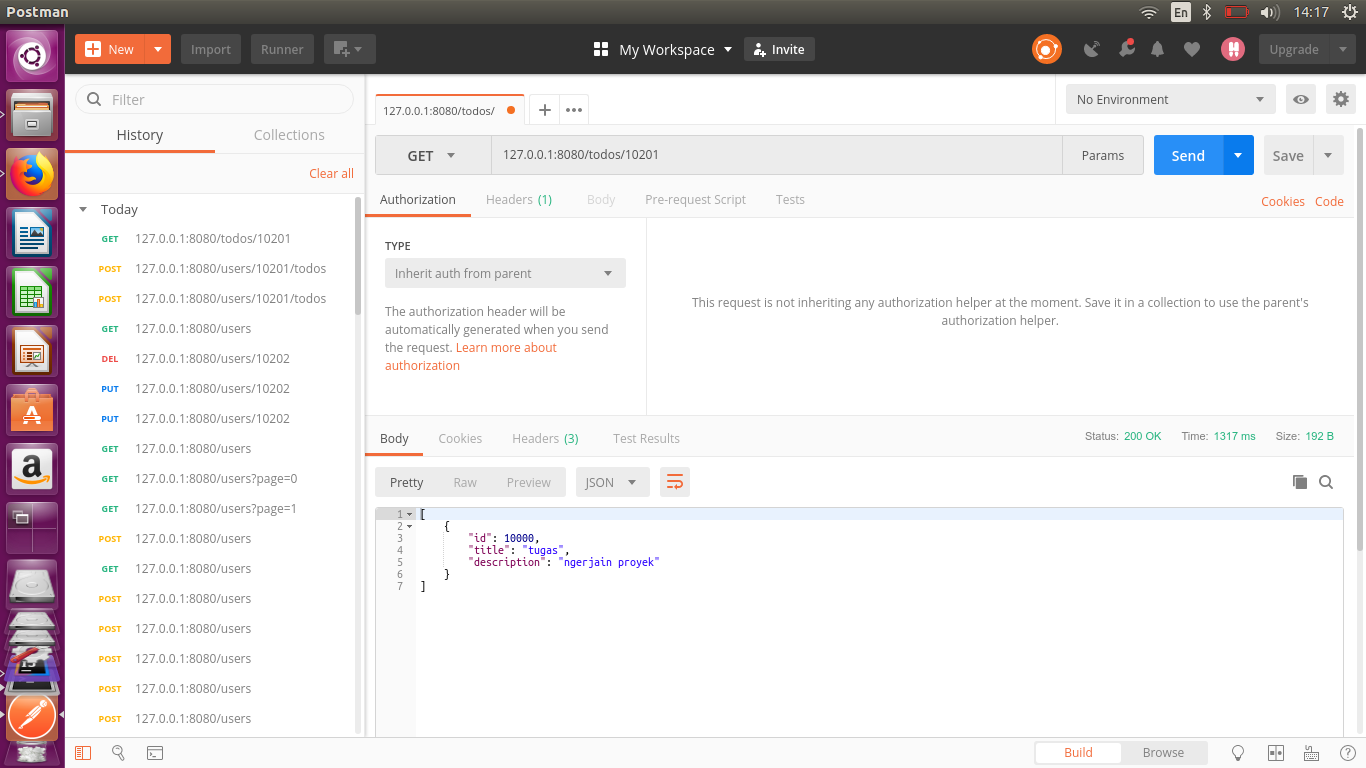 Postman
En
14:17
New
Import
Runner
My Workspace
Invite
Upgrade
Filter
History
Collections
Clear all
Today
GET 127.0.0.1:8080/todos/10201
POST 127.0.0.1:8080/users/10201/todos
POST 127.0.0.1:8080/users/10201/todos
GET 127.0.0.1:8080/users
DEL 127.0.0.1:8080/users/10202
PUT 127.0.0.1:8080/users/10202
PUT 127.0.0.1:8080/users/10202
GET 127.0.0.1:8080/users
GET 127.0.0.1:8080/users?page=0
GET 127.0.0.1:8080/users?page=1
POST 127.0.0.1:8080/users
GET 127.0.0.1:8080/users
POST 127.0.0.1:8080/users
POST 127.0.0.1:8080/users
POST 127.0.0.1:8080/users
POST 127.0.0.1:8080/users
POST 127.0.0.1:8080/users
127.0.0.1:8080/todos/
No Environment
GET
127.0.0.1:8080/todos/10201
Params
Send
Save
Authorization
Headers (1)
Body
Pre-request Script
Tests
Cookies
Code
TYPE
Inherit auth from parent
The authorization header will be
automatically generated when you send
the request. Learn more about
authorization
This request is not inheriting any authorization helper at the moment. Save it in a collection to use the parent's
authorization helper.
Body
Cookies
Headers (3)
Test Results
Status: 200 OK
Time: 1317 ms
Size: 192 B
Pretty
Raw
Preview
JSON
1 [
2 {
3 "id": 10000,
4 "title": "tugas",
5 "description": "ngerjain proyek"
6 }
7 ]
Build
Browse